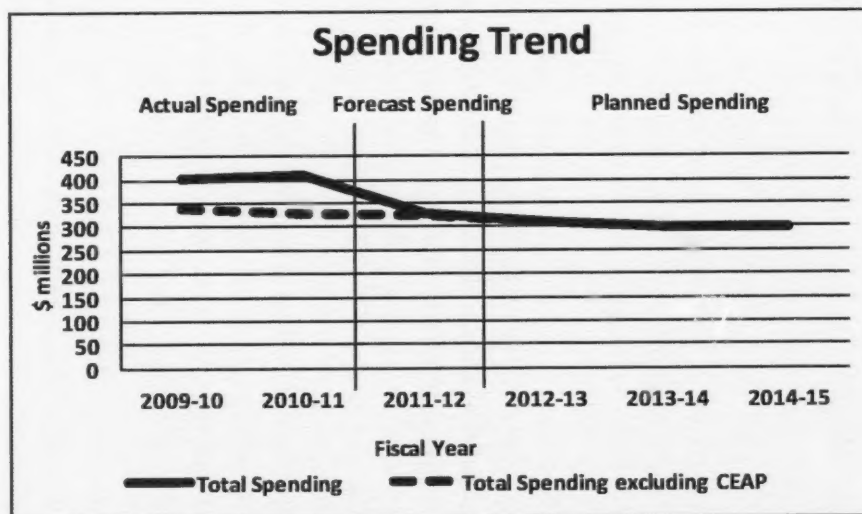 Spending Trend
Actual Spending Forecast Spending Planned Spending
450
400
350
300
250
200
150
100
50
0
$ millions
2009-10 2010-11 2011-12 2012-13 2013-14 2014-15
Fiscal Year
Total Spending Total Spending excluding CEAP